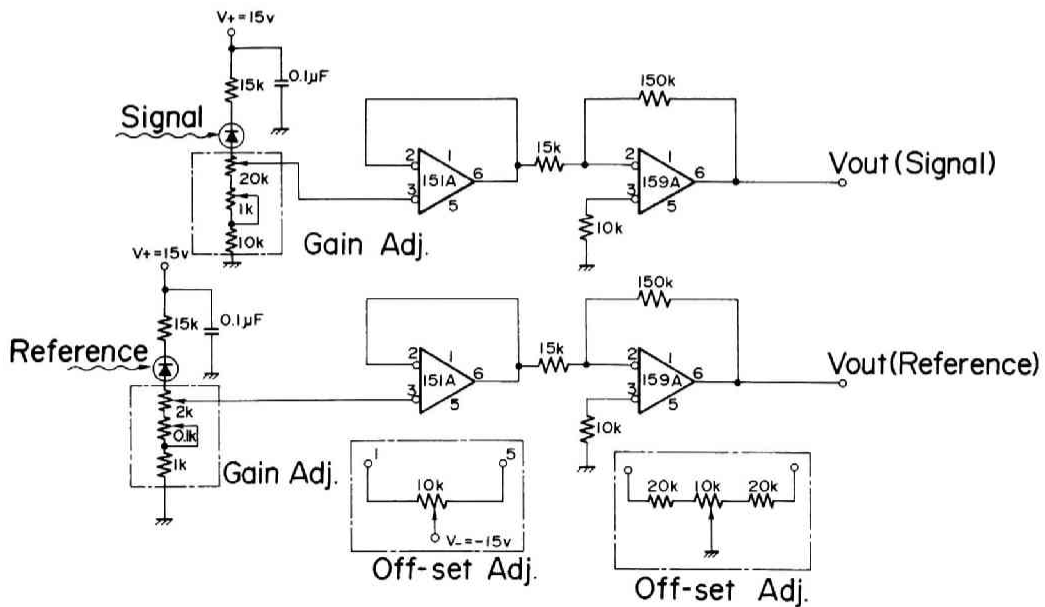 V+=15v
15k
0.1μF
Signal
20k
1k
10k
Gain Adj.
2
3
1
151A
6
5
15k
150k
2
3
1
159A
6
5
10k
Vout(Signal)
V+=15v
15k
0.1μF
Reference
2k
0.1k
1k
Gain Adj.
2
3
1
151A
6
5
15k
150k
2
3
1
159A
6
5
10k
Vout(Reference)
1
5
10k
V-=-15v
Off-set Adj.
20k 10k 20k
Off-set Adj.